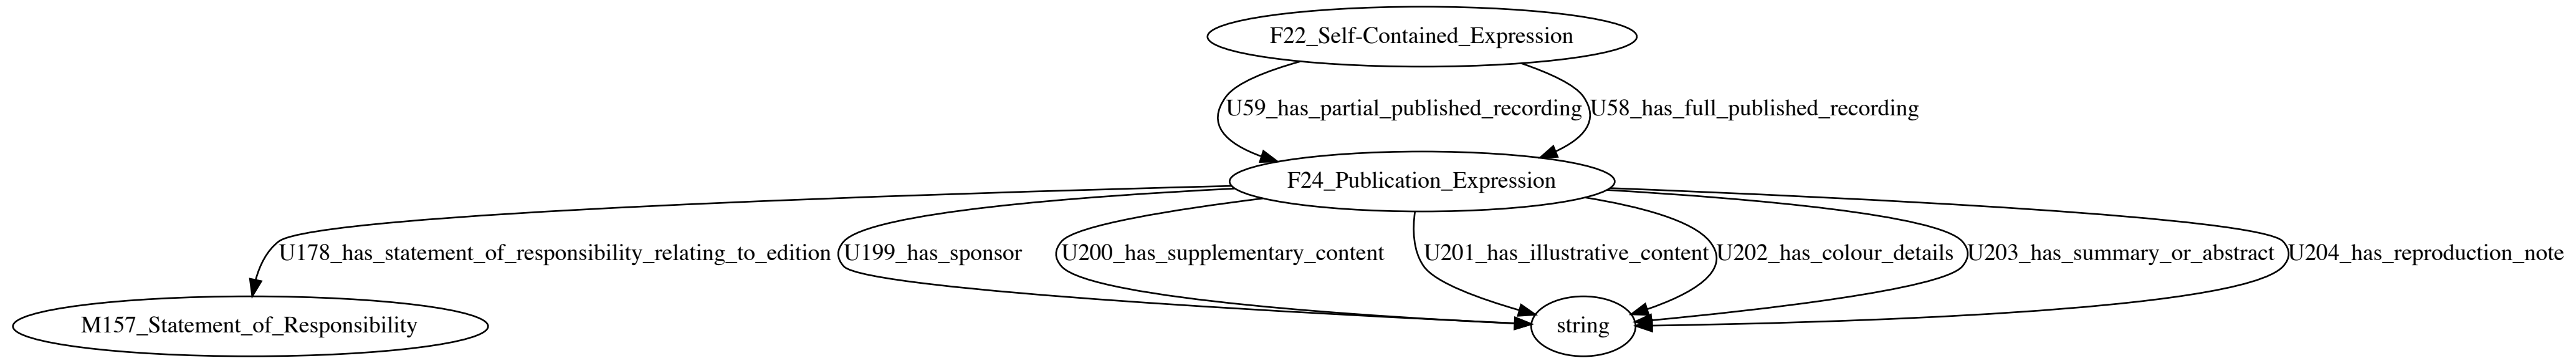 F22_Self-Contained_Expression
U59_has_partial_published_recording
U58_has_full_published_recording
F24_Publication_Expression
U178_has_statement_of_responsibility_relating_to_edition
U199_has_sponsor
U200_has_supplementary_content
U201_has_illustrative_content
U202_has_colour_details
U203_has_summary_or_abstract
U204_has_reproduction_note
M157_Statement_of_Responsibility
string